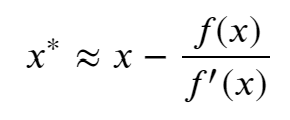 x* ≈ x − f(x) / f′(x)